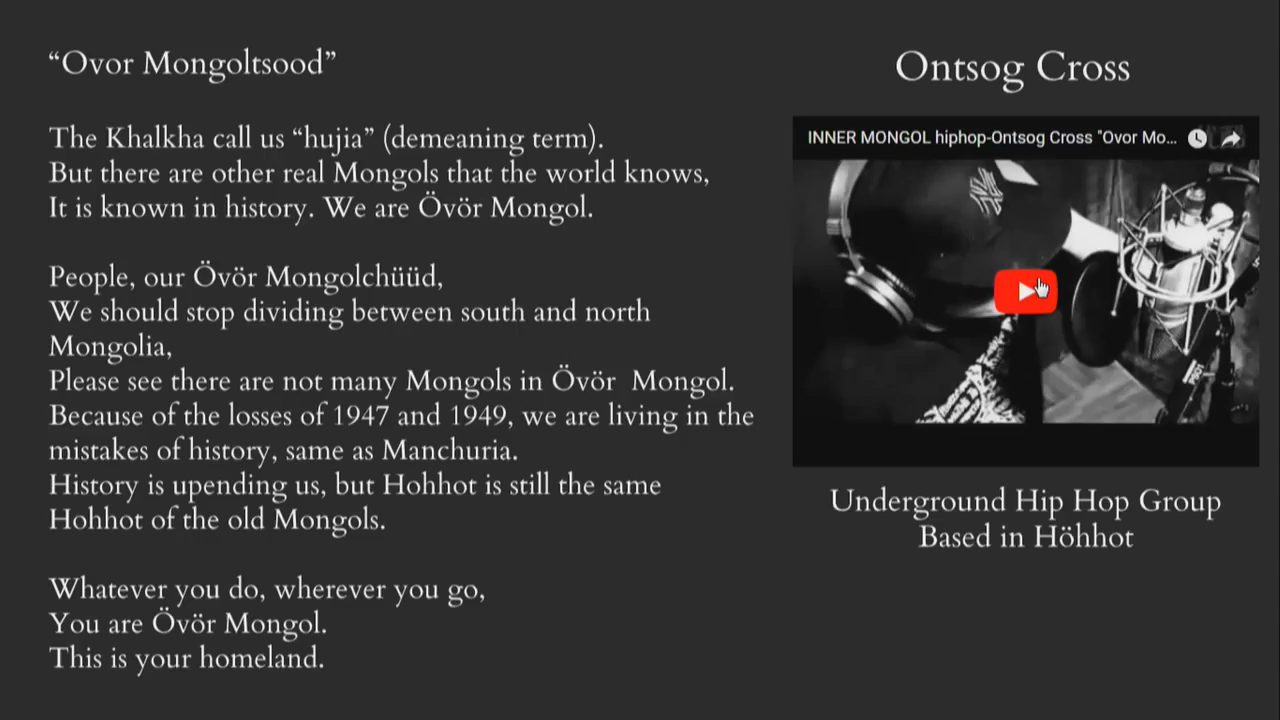 “Ovor Mongoltsood”
The Khalkha call us “hujia” (demeaning term).
But there are other real Mongols that the world knows,
It is known in history. We are Övör Mongol.
People, our Övör Mongolchüüd,
We should stop dividing between south and north
Mongolia,
Please see there are not many Mongols in Övör  Mongol.
Because of the losses of 1947 and 1949, we are living in the
mistakes of history, same as Manchuria.
History is upending us, but Hohhot is still the same
Hohhot of the old Mongols.
Whatever you do, wherever you go,
You are Övör Mongol.
This is your homeland.
Ontsog Cross
INNER MONGOL hiphop-Ontsog Cross "Ovor Mo...
NY
Underground Hip Hop Group
Based in Höhhot